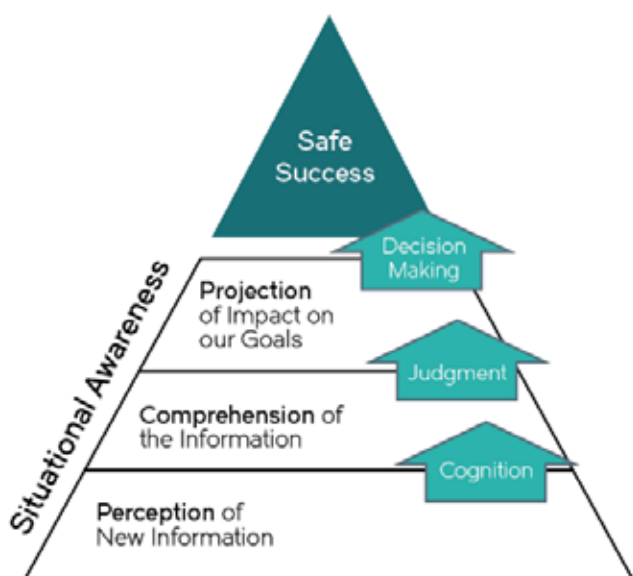 Safe
Success
Decision
Making
Situational Awareness
Projection
of Impact on
our Goals
Judgment
Comprehension of
the Information
Cognition
Perception of
New Information